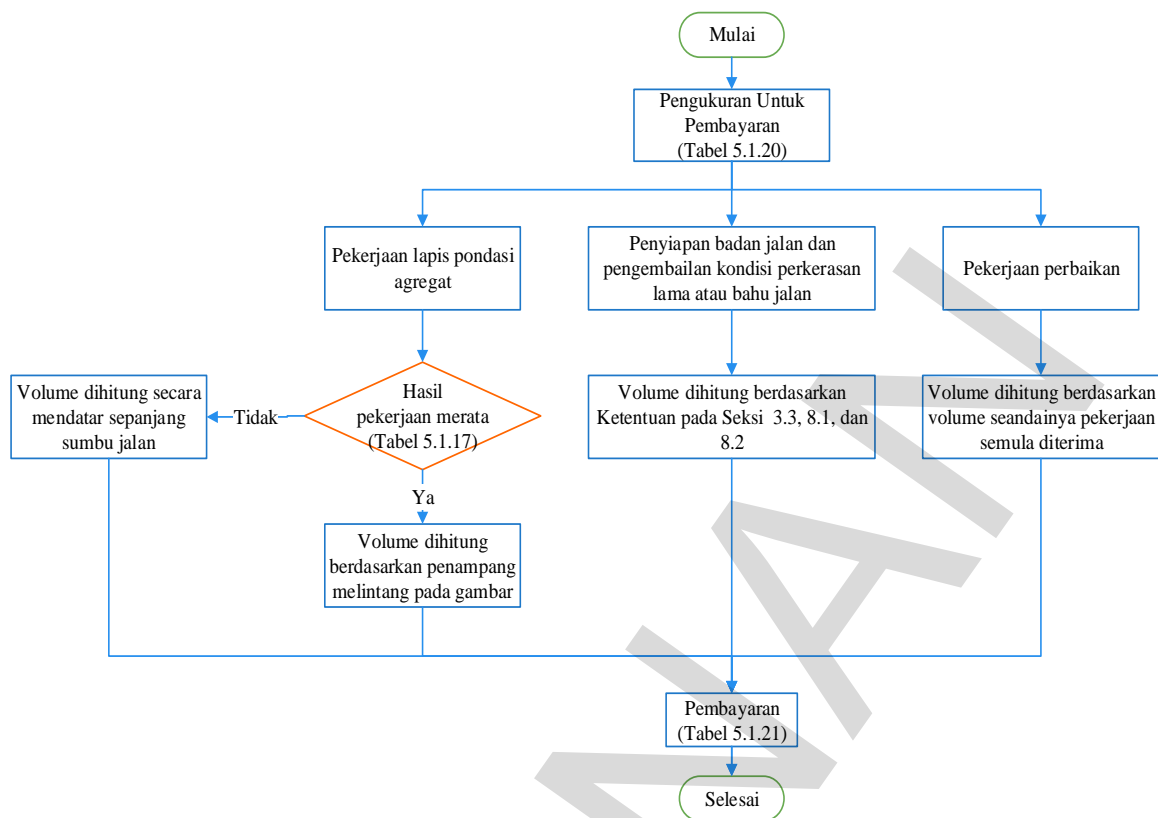 Mulai
Pengukuran Untuk
Pembayaran
(Tabel 5.1.20)
Pekerjaan lapis pondasi
agregat
Penyiapan badan jalan dan
pengembailan kondisi perkerasan
lama atau bahu jalan
Pekerjaan perbaikan
Volume dihitung secara
mendatar sepanjang
sumbu jalan
Tidak
Hasil
pekerjaan merata
(Tabel 5.1.17)
Volume dihitung berdasarkan
Ketentuan pada Seksi 3.3, 8.1, dan
8.2
Volume dihitung berdasarkan
volume seandainya pekerjaan
semula diterima
Ya
Volume dihitung
berdasarkan penampang
melintang pada gambar
Pembayaran
(Tabel 5.1.21)
Selesai